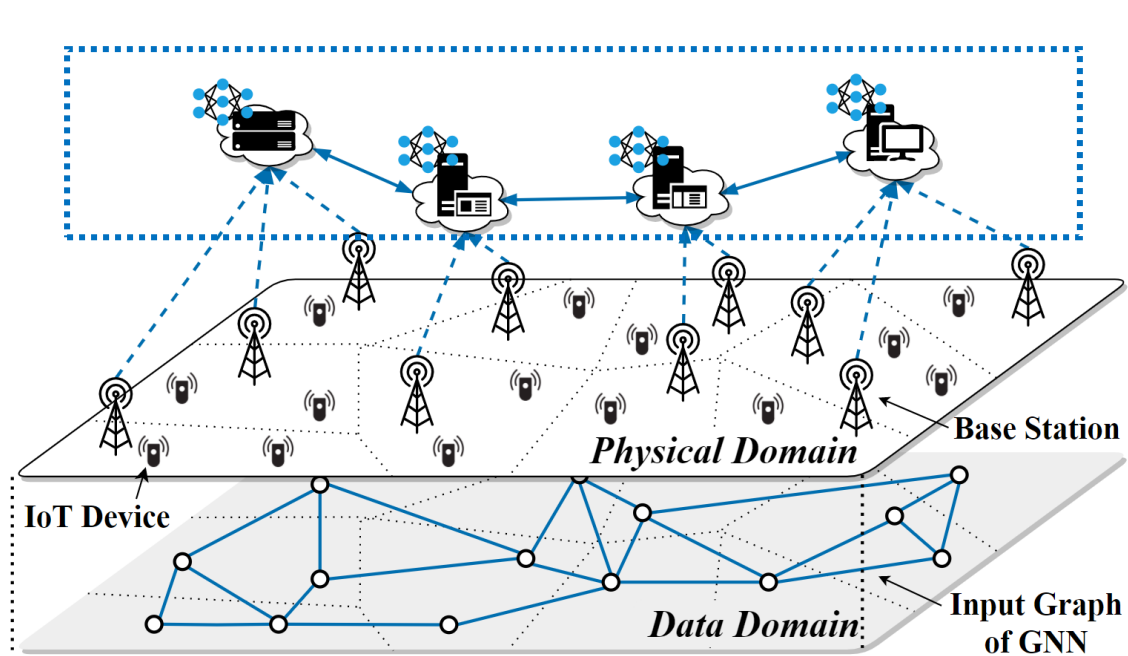 Base Station
Physical Domain
IoT Device
Input Graph
of GNN
Data Domain